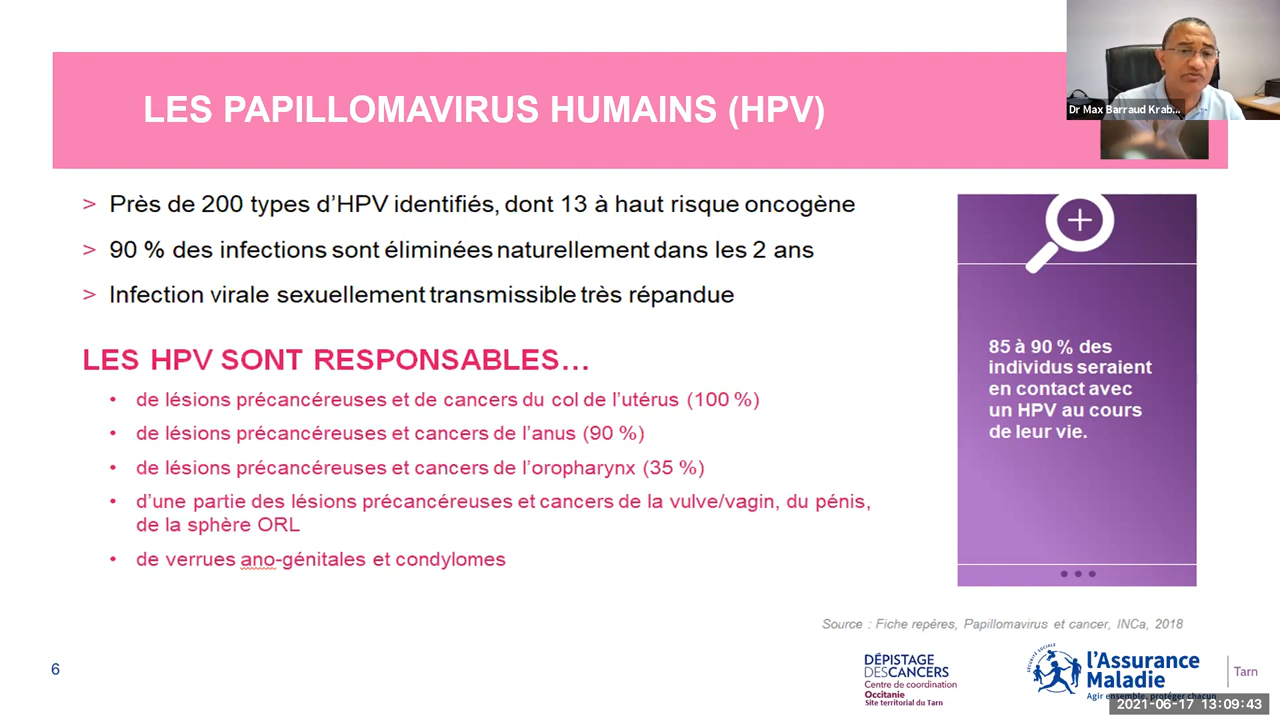 LES PAPILLOMAVIRUS HUMAINS (HPV)
Dr Max Barraud Krab...
> Près de 200 types d’HPV identifiés, dont 13 à haut risque oncogène
> 90 % des infections sont éliminées naturellement dans les 2 ans
> Infection virale sexuellement transmissible très répandue
LES HPV SONT RESPONSABLES…
• de lésions précancéreuses et de cancers du col de l’utérus (100 %)
• de lésions précancéreuses et cancers de l’anus (90 %)
• de lésions précancéreuses et cancers de l’oropharynx (35 %)
• d’une partie des lésions précancéreuses et cancers de la vulve/vagin, du pénis,
de la sphère ORL
• de verrues ano-génitales et condylomes
85 à 90 % des
individus seraient
en contact avec
un HPV au cours
de leur vie.
Source : Fiche repères, Papillomavirus et cancer, INCa, 2018
6
DÉPISTAGE
DES CANCERS
Centre de coordination
Occitanie
Site territorial du Tarn
SÉCURITÉ SOCIALE
l’Assurance
Maladie
Agir ensemble, protéger chacun
Tarn
2021-06-17 13:09:43